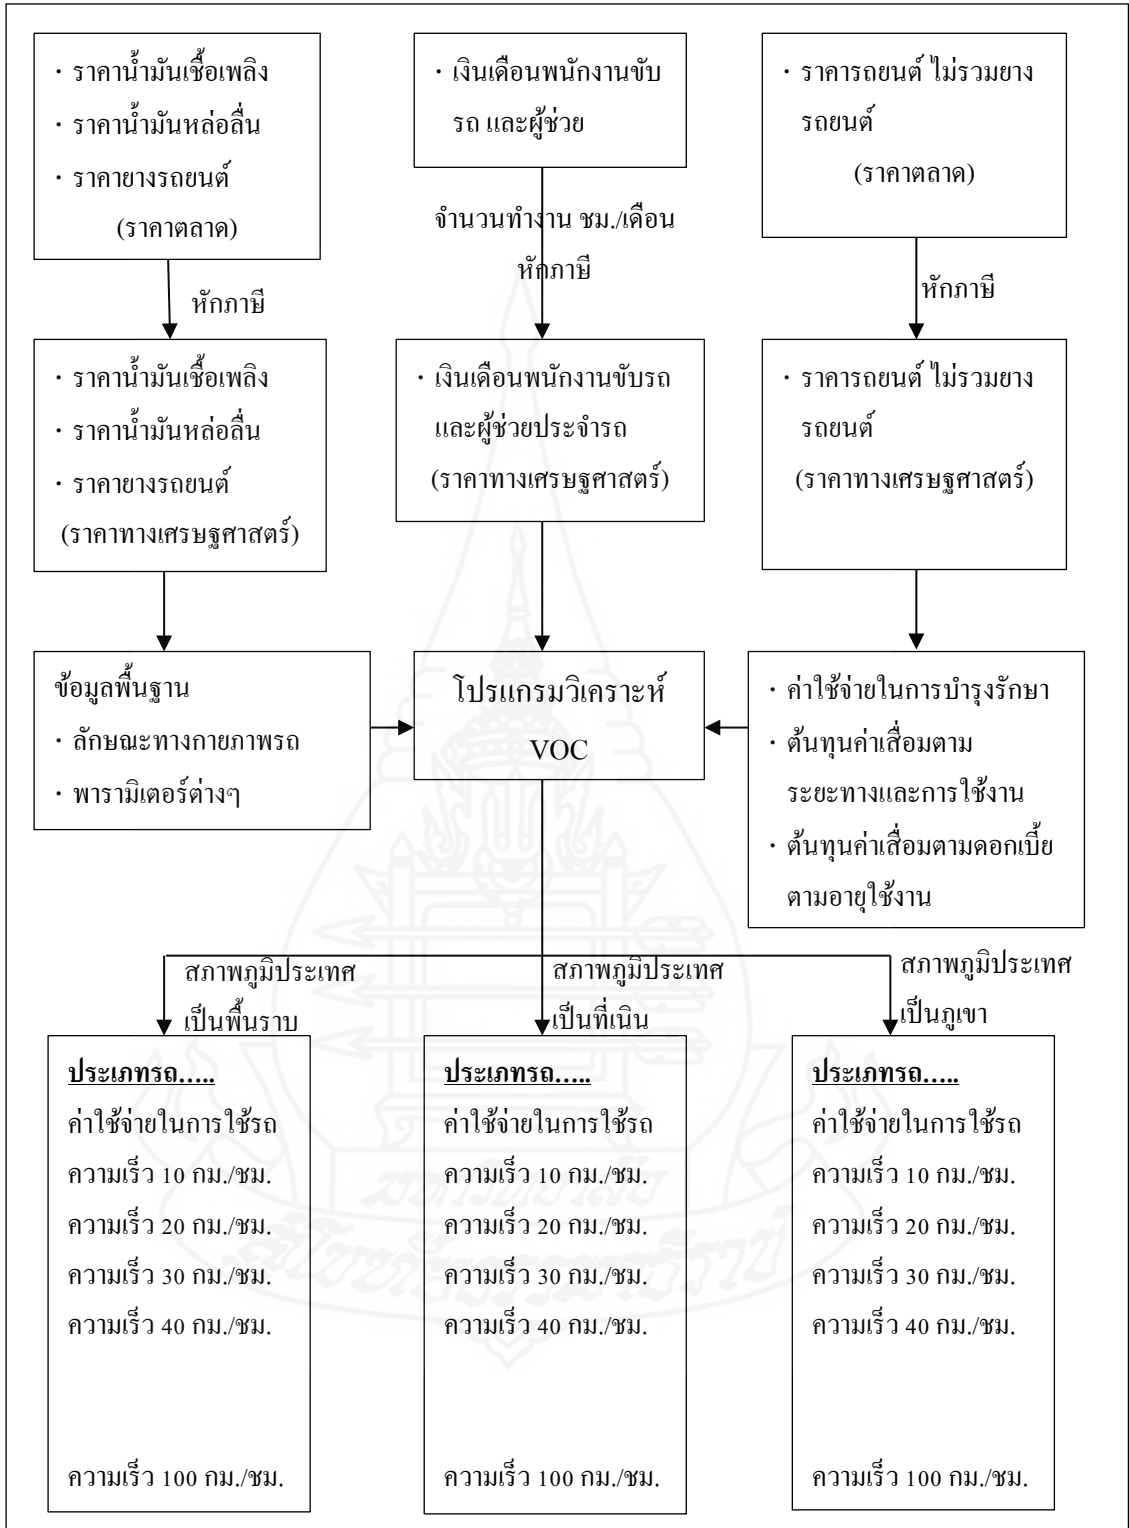 · ราคาน้ำมันเชื้อเพลิง
· ราคาน้ำมันหล่อลื่น
· ราคายางรถยนต์
(ราคาตลาด)
· เงินเดือนพนักงานขับ
รถ และผู้ช่วย
· ราคารถยนต์ ไม่รวมยาง
รถยนต์
(ราคาตลาด)
หักภาษี
จำนวนทำงาน ชม./เดือน
หักภาษี
หักภาษี
· ราคาน้ำมันเชื้อเพลิง
· ราคาน้ำมันหล่อลื่น
· ราคายางรถยนต์
(ราคาทางเศรษฐศาสตร์)
· เงินเดือนพนักงานขับรถ
และผู้ช่วยประจำรถ
(ราคาทางเศรษฐศาสตร์)
· ราคารถยนต์ ไม่รวมยาง
รถยนต์
(ราคาทางเศรษฐศาสตร์)
ข้อมูลพื้นฐาน
· ลักษณะทางกายภาพรถ
· พารามิเตอร์ต่างๆ
โปรแกรมวิเคราะห์
VOC
· ค่าใช้จ่ายในการบำรุงรักษา
· ต้นทุนค่าเสื่อมตาม
ระยะทางและการใช้งาน
· ต้นทุนค่าเสื่อมตามดอกเบี้ย
ตามอายุใช้งาน
สภาพภูมิประเทศ
เป็นพื้นราบ
สภาพภูมิประเทศ
เป็นที่เนิน
สภาพภูมิประเทศ
เป็นภูเขา
ประเภทรถ.....
ค่าใช้จ่ายในการใช้รถ
ความเร็ว 10 กม./ชม.
ความเร็ว 20 กม./ชม.
ความเร็ว 30 กม./ชม.
ความเร็ว 40 กม./ชม.
ความเร็ว 100 กม./ชม.
ประเภทรถ.....
ค่าใช้จ่ายในการใช้รถ
ความเร็ว 10 กม./ชม.
ความเร็ว 20 กม./ชม.
ความเร็ว 30 กม./ชม.
ความเร็ว 40 กม./ชม.
ความเร็ว 100 กม./ชม.
ประเภทรถ.....
ค่าใช้จ่ายในการใช้รถ
ความเร็ว 10 กม./ชม.
ความเร็ว 20 กม./ชม.
ความเร็ว 30 กม./ชม.
ความเร็ว 40 กม./ชม.
ความเร็ว 100 กม./ชม.
มหาวิทยาลัย
สุโขทัยธรรมาธิราช